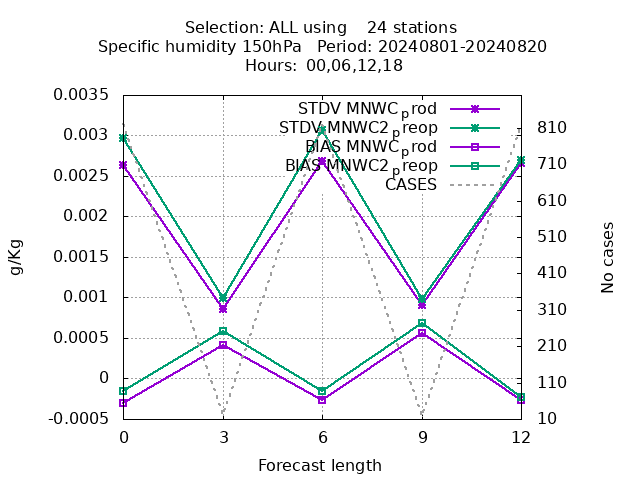 Selection: ALL using    24 stations
Specific humidity 150hPa   Period: 20240801-20240820
Hours: 00,06,12,18
STDV MNWC_prod
STDV MNWC2_preop
BIAS MNWC_prod
BIAS MNWC2_preop
CASES
0.0035
0.003
0.0025
0.002
0.0015
0.001
0.0005
0
-0.0005
g/Kg
810
710
610
510
410
310
210
110
10
No cases
0 3 6 9 12
Forecast length